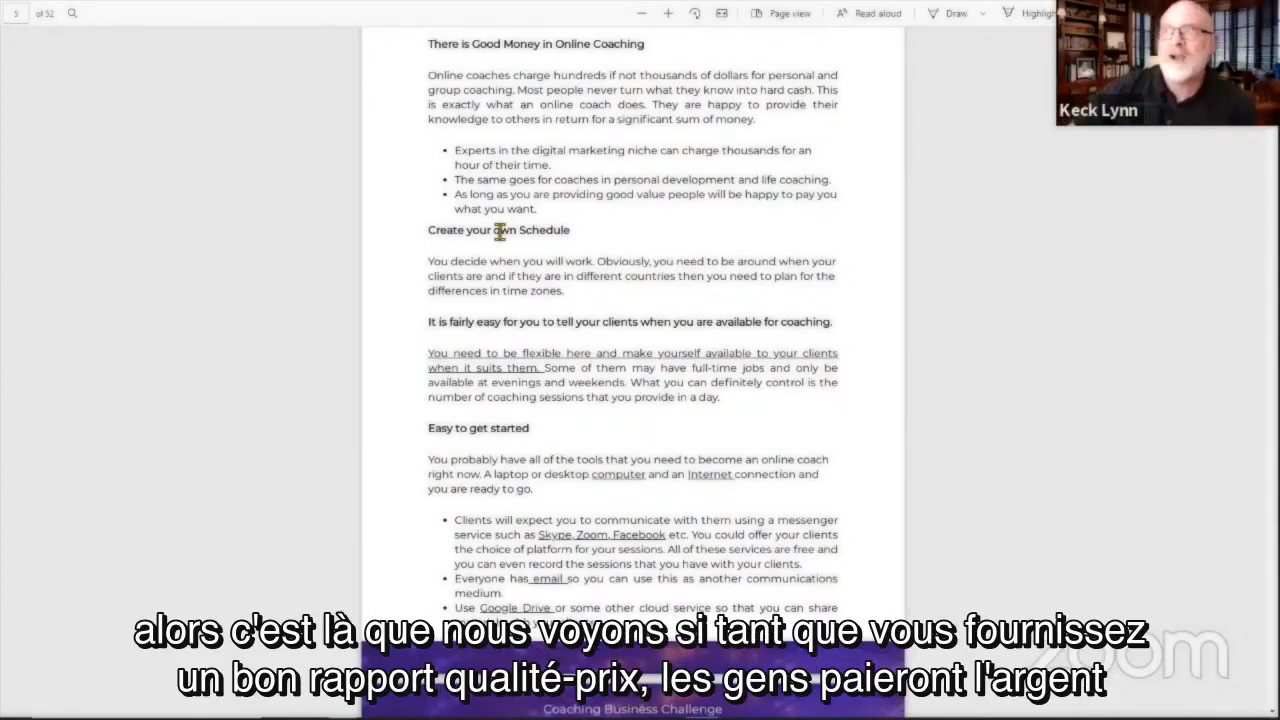 5 of 52
Page view
Read aloud
Draw
Highligh
Keck Lynn
There is Good Money in Online Coaching
Online coaches charge hundreds if not thousands of dollars for personal and
group coaching. Most people never turn what they know into hard cash. This
is exactly what an online coach does. They are happy to provide their
knowledge to others in return for a significant sum of money.
• Experts in the digital marketing niche can charge thousands for an
hour of their time.
• The same goes for coaches in personal development and life coaching.
• As long as you are providing good value people will be happy to pay you
what you want.
Create your own Schedule
You decide when you will work. Obviously, you need to be around when your
clients are and if they are in different countries then you need to plan for the
differences in time zones.
It is fairly easy for you to tell your clients when you are available for coaching.
You need to be flexible here and make yourself available to your clients
when it suits them. Some of them may have full-time jobs and only be
available at evenings and weekends. What you can definitely control is the
number of coaching sessions that you provide in a day.
Easy to get started
You probably have all of the tools that you need to become an online coach
right now. A laptop or desktop computer and an Internet connection and
you are ready to go.
• Clients will expect you to communicate with them using a messenger
service such as Skype, Zoom, Facebook etc. You could offer your clients
the choice of platform for your sessions. All of these services are free and
you can even record the sessions that you have with your clients.
• Everyone has email so you can use this as another communications
medium.
• Use Google Drive or some other cloud service so that you can share
alors c'est là que nous voyons si tant que vous fournissez
un bon rapport qualité-prix, les gens paieront l'argent
zoom
Coaching Business Challenge